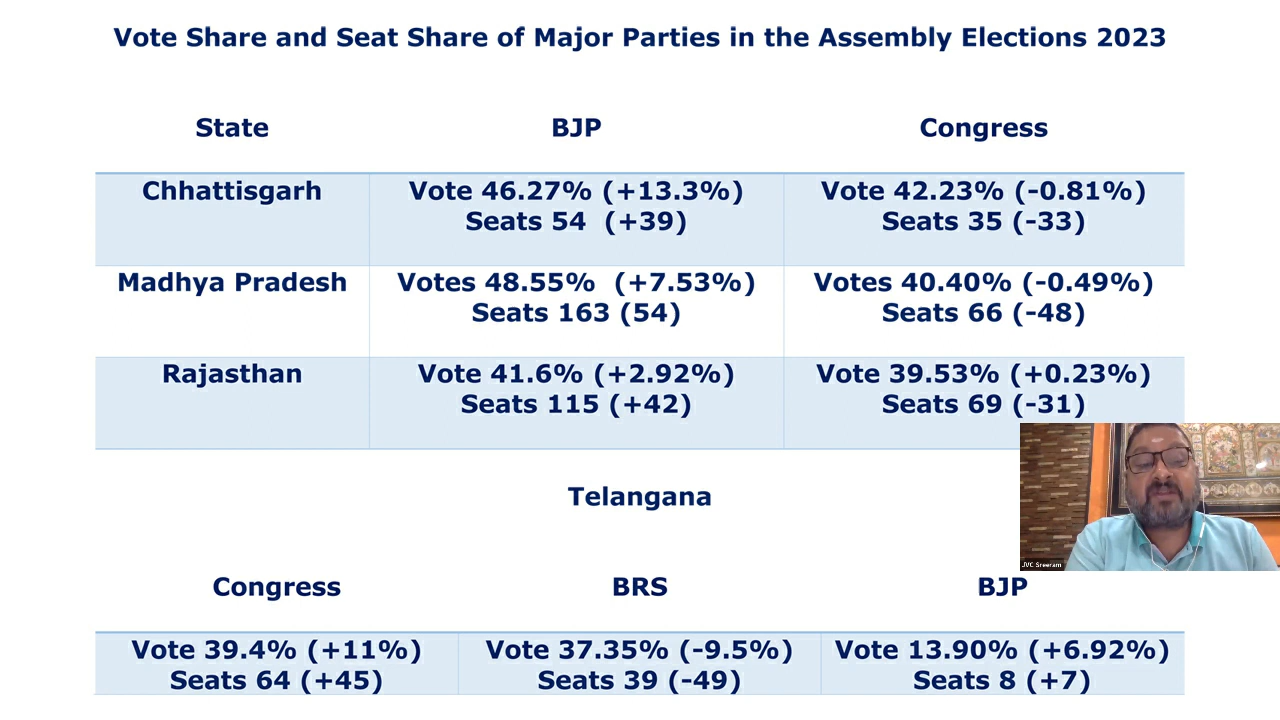 Vote Share and Seat Share of Major Parties in the Assembly Elections 2023
State BJP Congress
Chhattisgarh Vote 46.27% (+13.3%) Vote 42.23% (-0.81%)
Seats 54 (+39) Seats 35 (-33)
Madhya Pradesh Votes 48.55% (+7.53%) Votes 40.40% (-0.49%)
Seats 163 (54) Seats 66 (-48)
Rajasthan Vote 41.6% (+2.92%) Vote 39.53% (+0.23%)
Seats 115 (+42) Seats 69 (-31)
Telangana
JVC Sreeram
Congress BRS BJP
Vote 39.4% (+11%) Vote 37.35% (-9.5%) Vote 13.90% (+6.92%)
Seats 64 (+45) Seats 39 (-49) Seats 8 (+7)